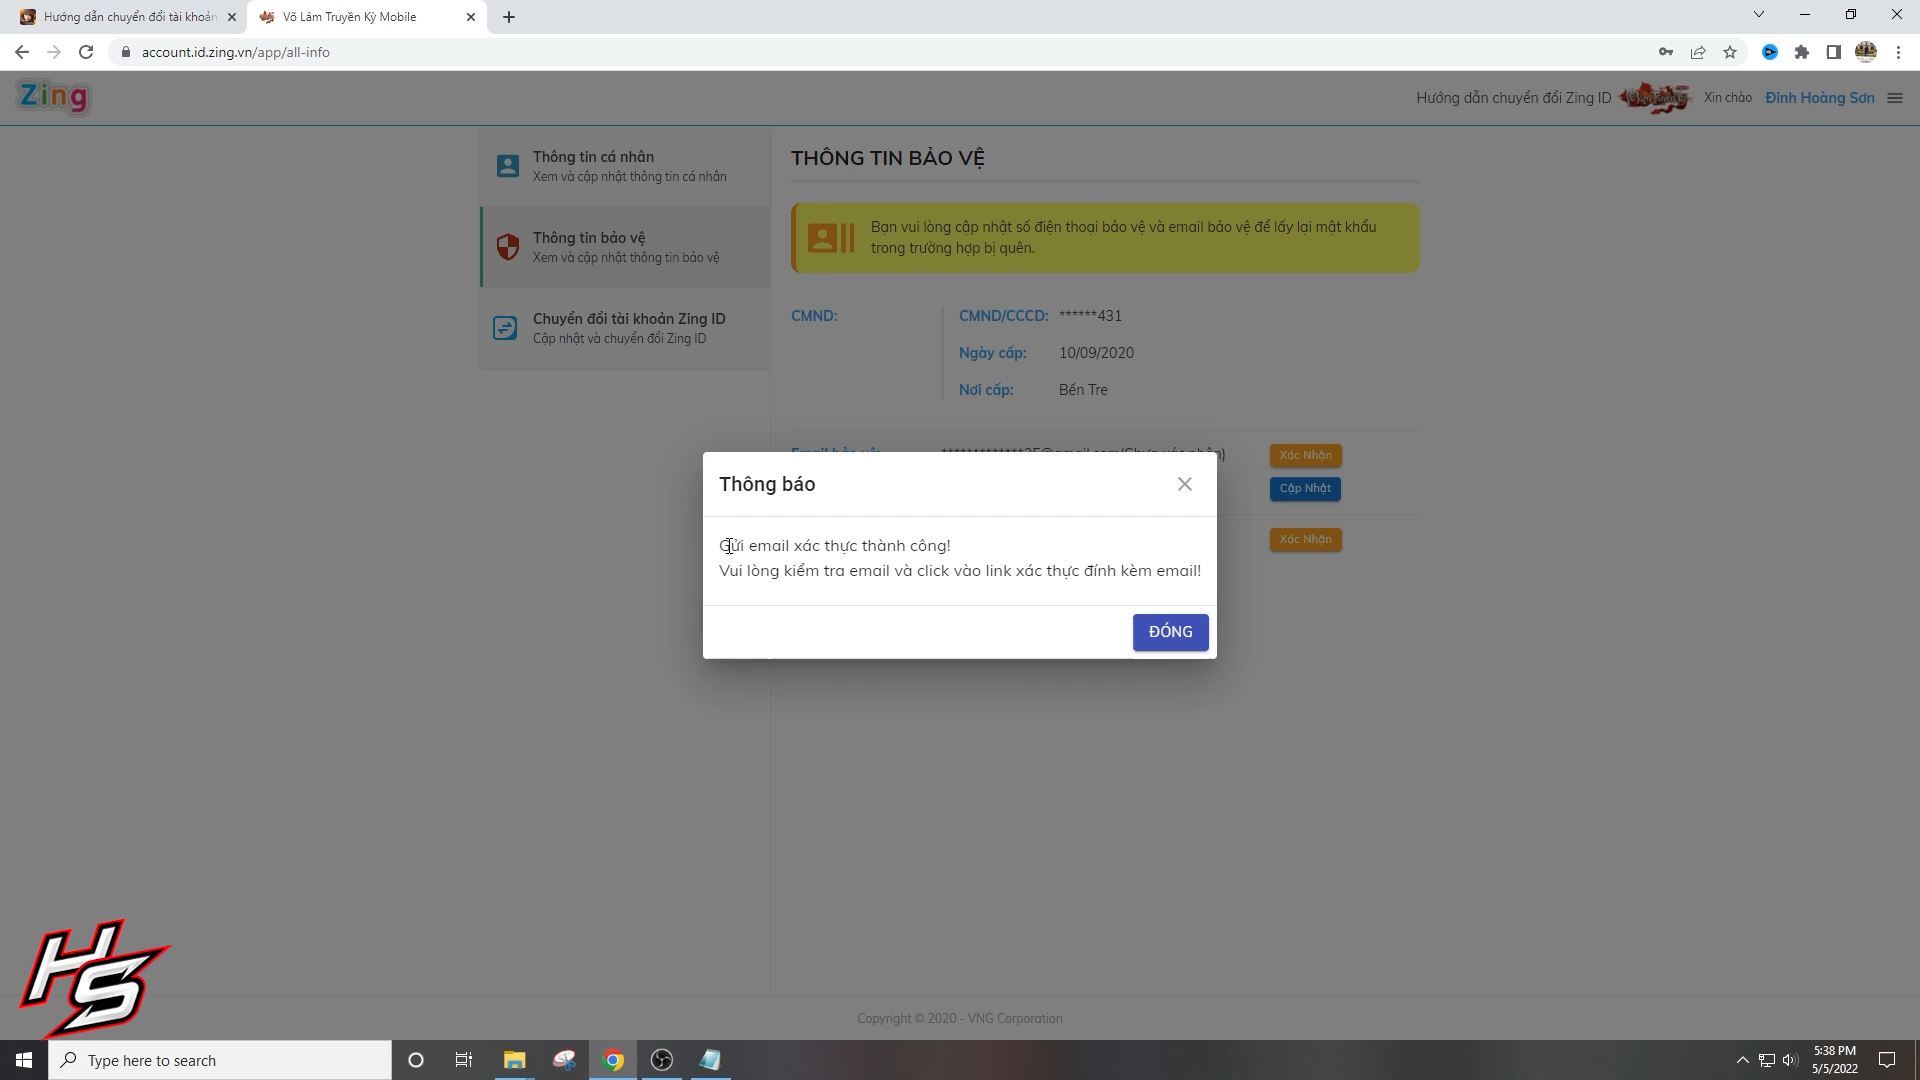 Hướng dẫn chuyển đổi tài khoản
Võ Lâm Truyền Kỳ Mobile
account.id.zing.vn/app/all-info
Zing
Hướng dẫn chuyển đổi Zing ID
Xin chào
Đinh Hoàng Sơn
Thông tin cá nhân
Xem và cập nhật thông tin cá nhân
Thông tin bảo vệ
Xem và cập nhật thông tin bảo vệ
Chuyển đổi tài khoản Zing ID
Cập nhật và chuyển đổi Zing ID
THÔNG TIN BẢO VỆ
Bạn vui lòng cập nhật số điện thoại bảo vệ và email bảo vệ để lấy lại mật khẩu
trong trường hợp bị quên.
CMND:
CMND/CCCD: ******431
Ngày cấp: 10/09/2020
Nơi cấp: Bến Tre
Xác Nhận
Cập Nhật
Xác Nhận
Thông báo
Gửi email xác thực thành công!
Vui lòng kiểm tra email và click vào link xác thực đính kèm email!
ĐÓNG
Copyright © 2020 - VNG Corporation
HS
Type here to search
5:38 PM
5/5/2022